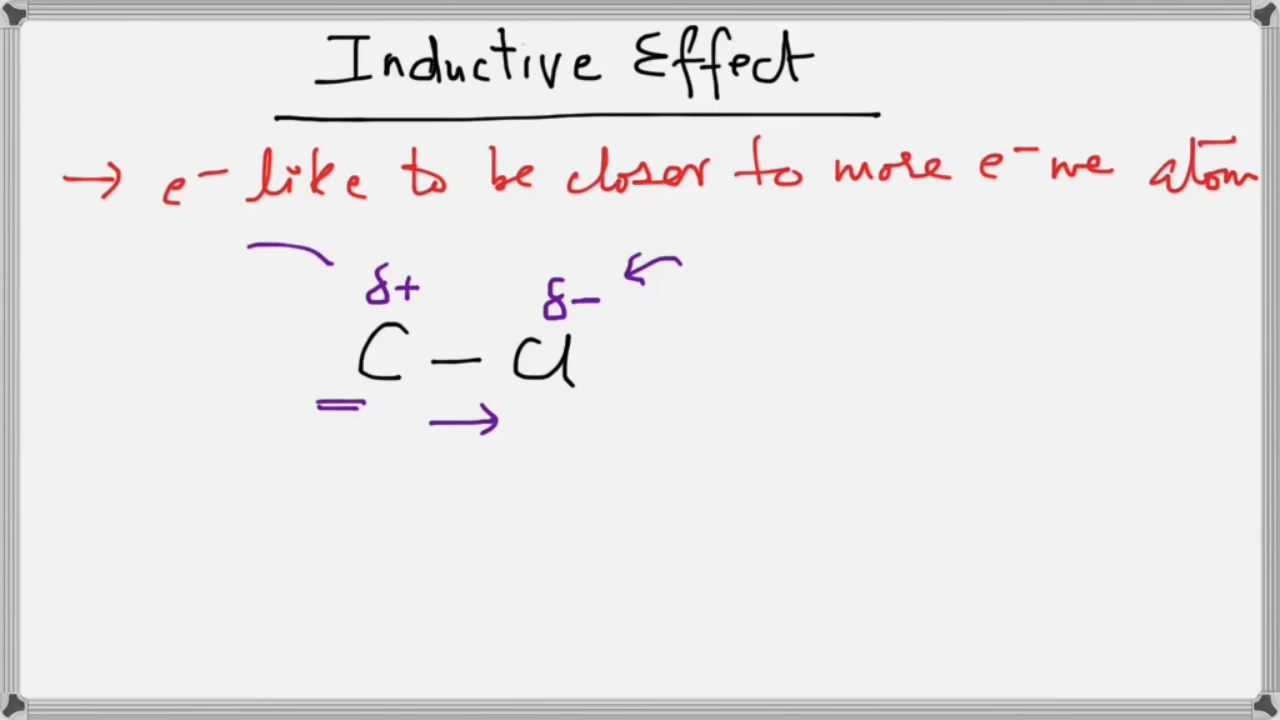 Inductive Effect
→ e- like to be closer to more e-ve atom
δ+ δ-
C - Cl